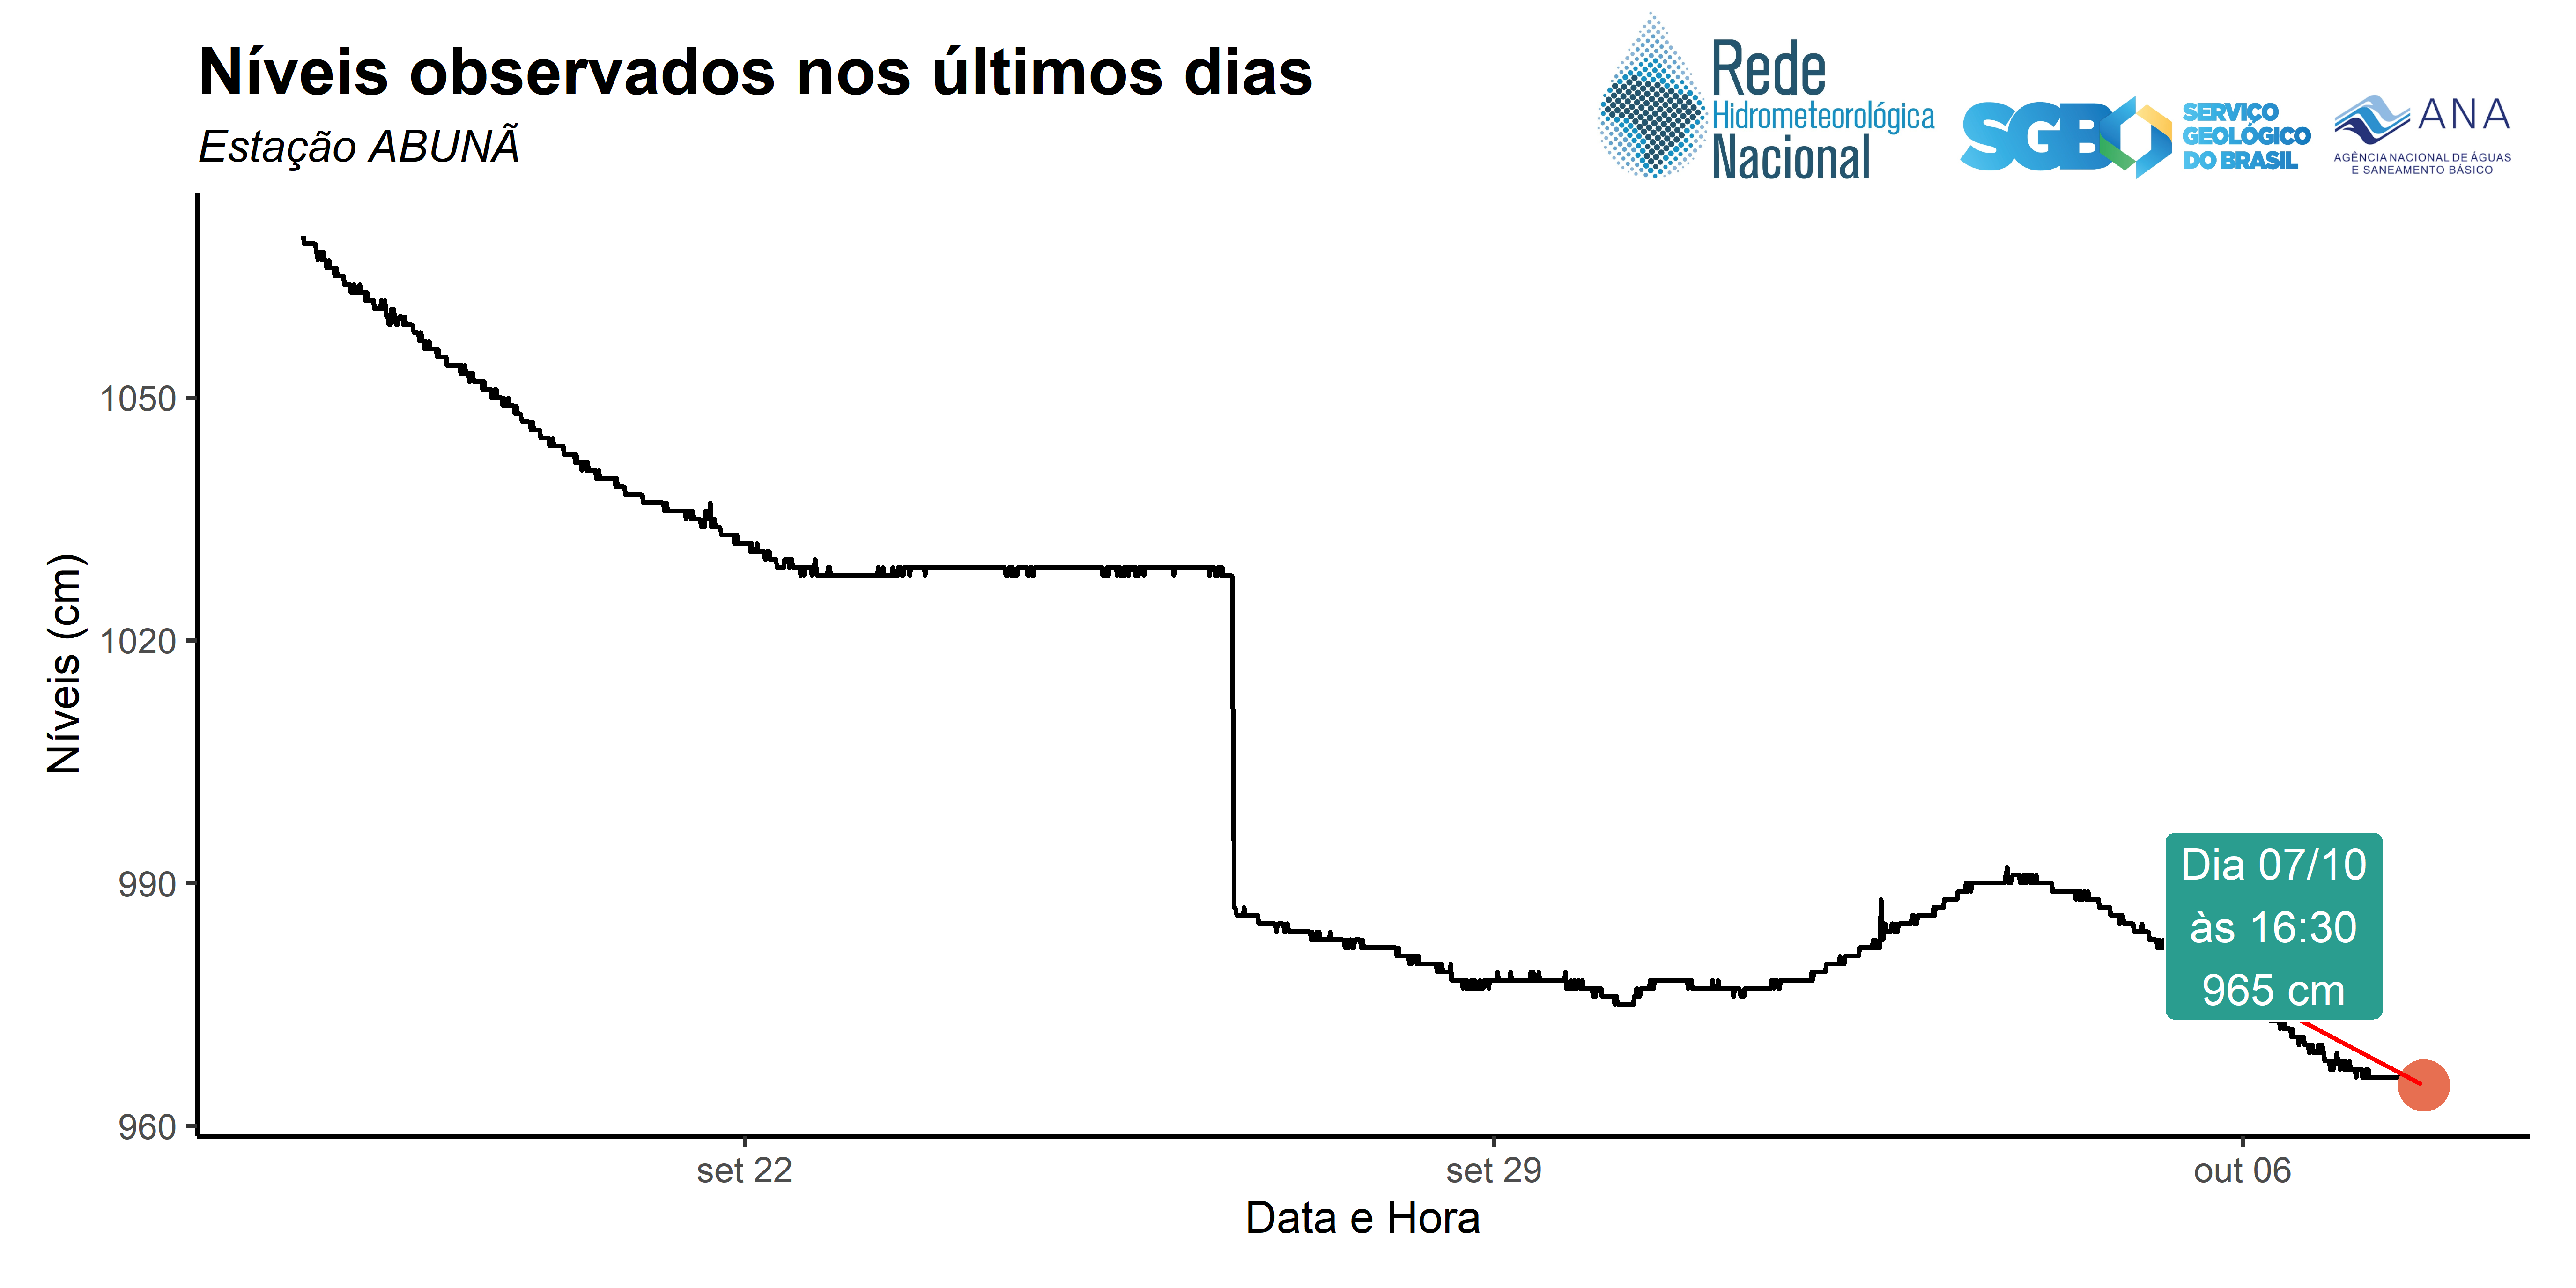 Níveis observados nos últimos dias
Estação ABUNÃ
Rede
Hidrometeorológica
Nacional
SGB
SERVIÇO
GEOLÓGICO
DO BRASIL
ANA
AGÊNCIA NACIONAL DE ÁGUAS
E SANEAMENTO BÁSICO
Níveis (cm)
1050
1020
990
960
Dia 07/10
às 16:30
965 cm
set 22
set 29
out 06
Data e Hora